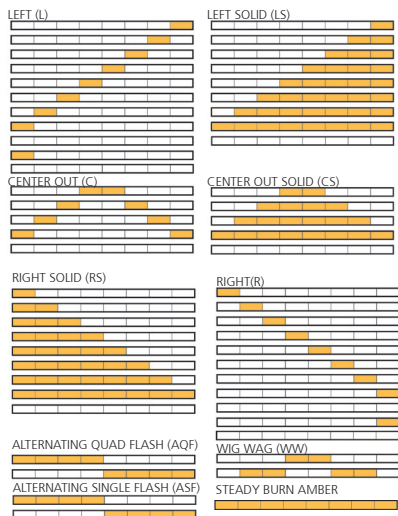 LEFT (L)
LEFT SOLID (LS)
CENTER OUT (C)
CENTER OUT SOLID (CS)
RIGHT SOLID (RS)
RIGHT(R)
ALTERNATING QUAD FLASH (AQF)
WIG WAG (WW)
ALTERNATING SINGLE FLASH (ASF)
STEADY BURN AMBER